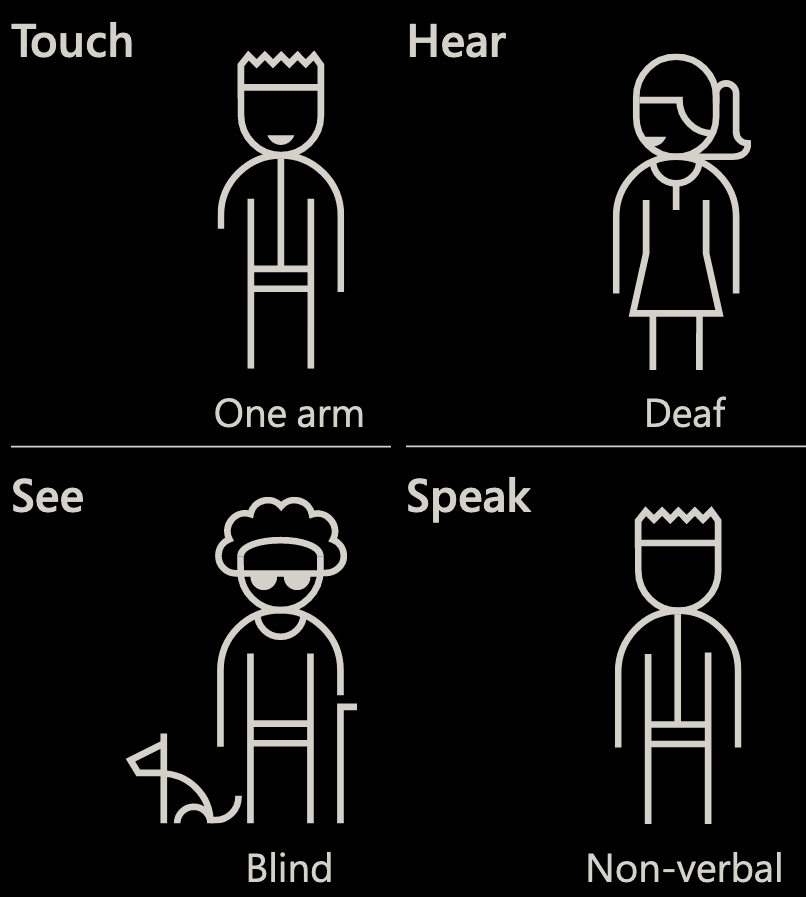 Touch
Hear
One arm
Deaf
See
Speak
Blind
Non-verbal